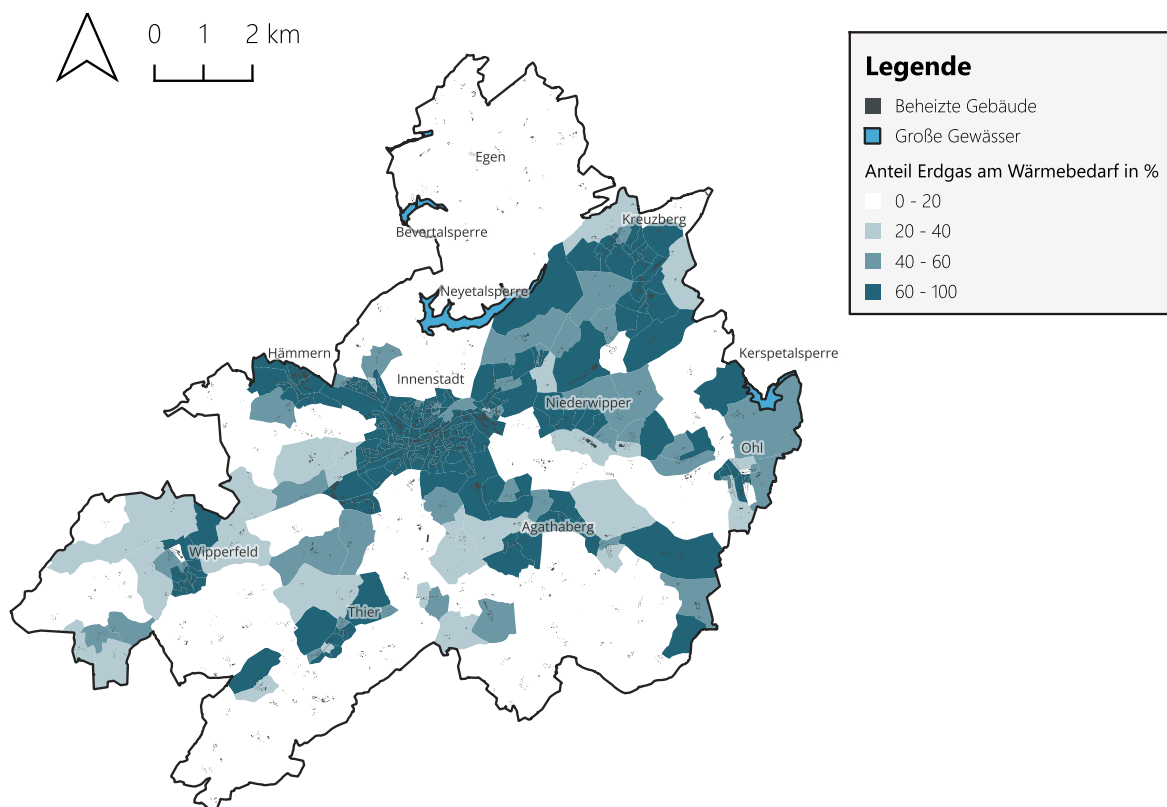 0 1 2 km
Legende
Beheizte Gebäude
Große Gewässer
Anteil Erdgas am Wärmebedarf in %
0 - 20
20 - 40
40 - 60
60 - 100
Egen
Kreuzberg
Bevertalsperre
Neyetalsperre
Hämmern
Kerspetalsperre
Innenstadt
Niederwipper
Ohl
Agathaberg
Wipperfeld
Thier